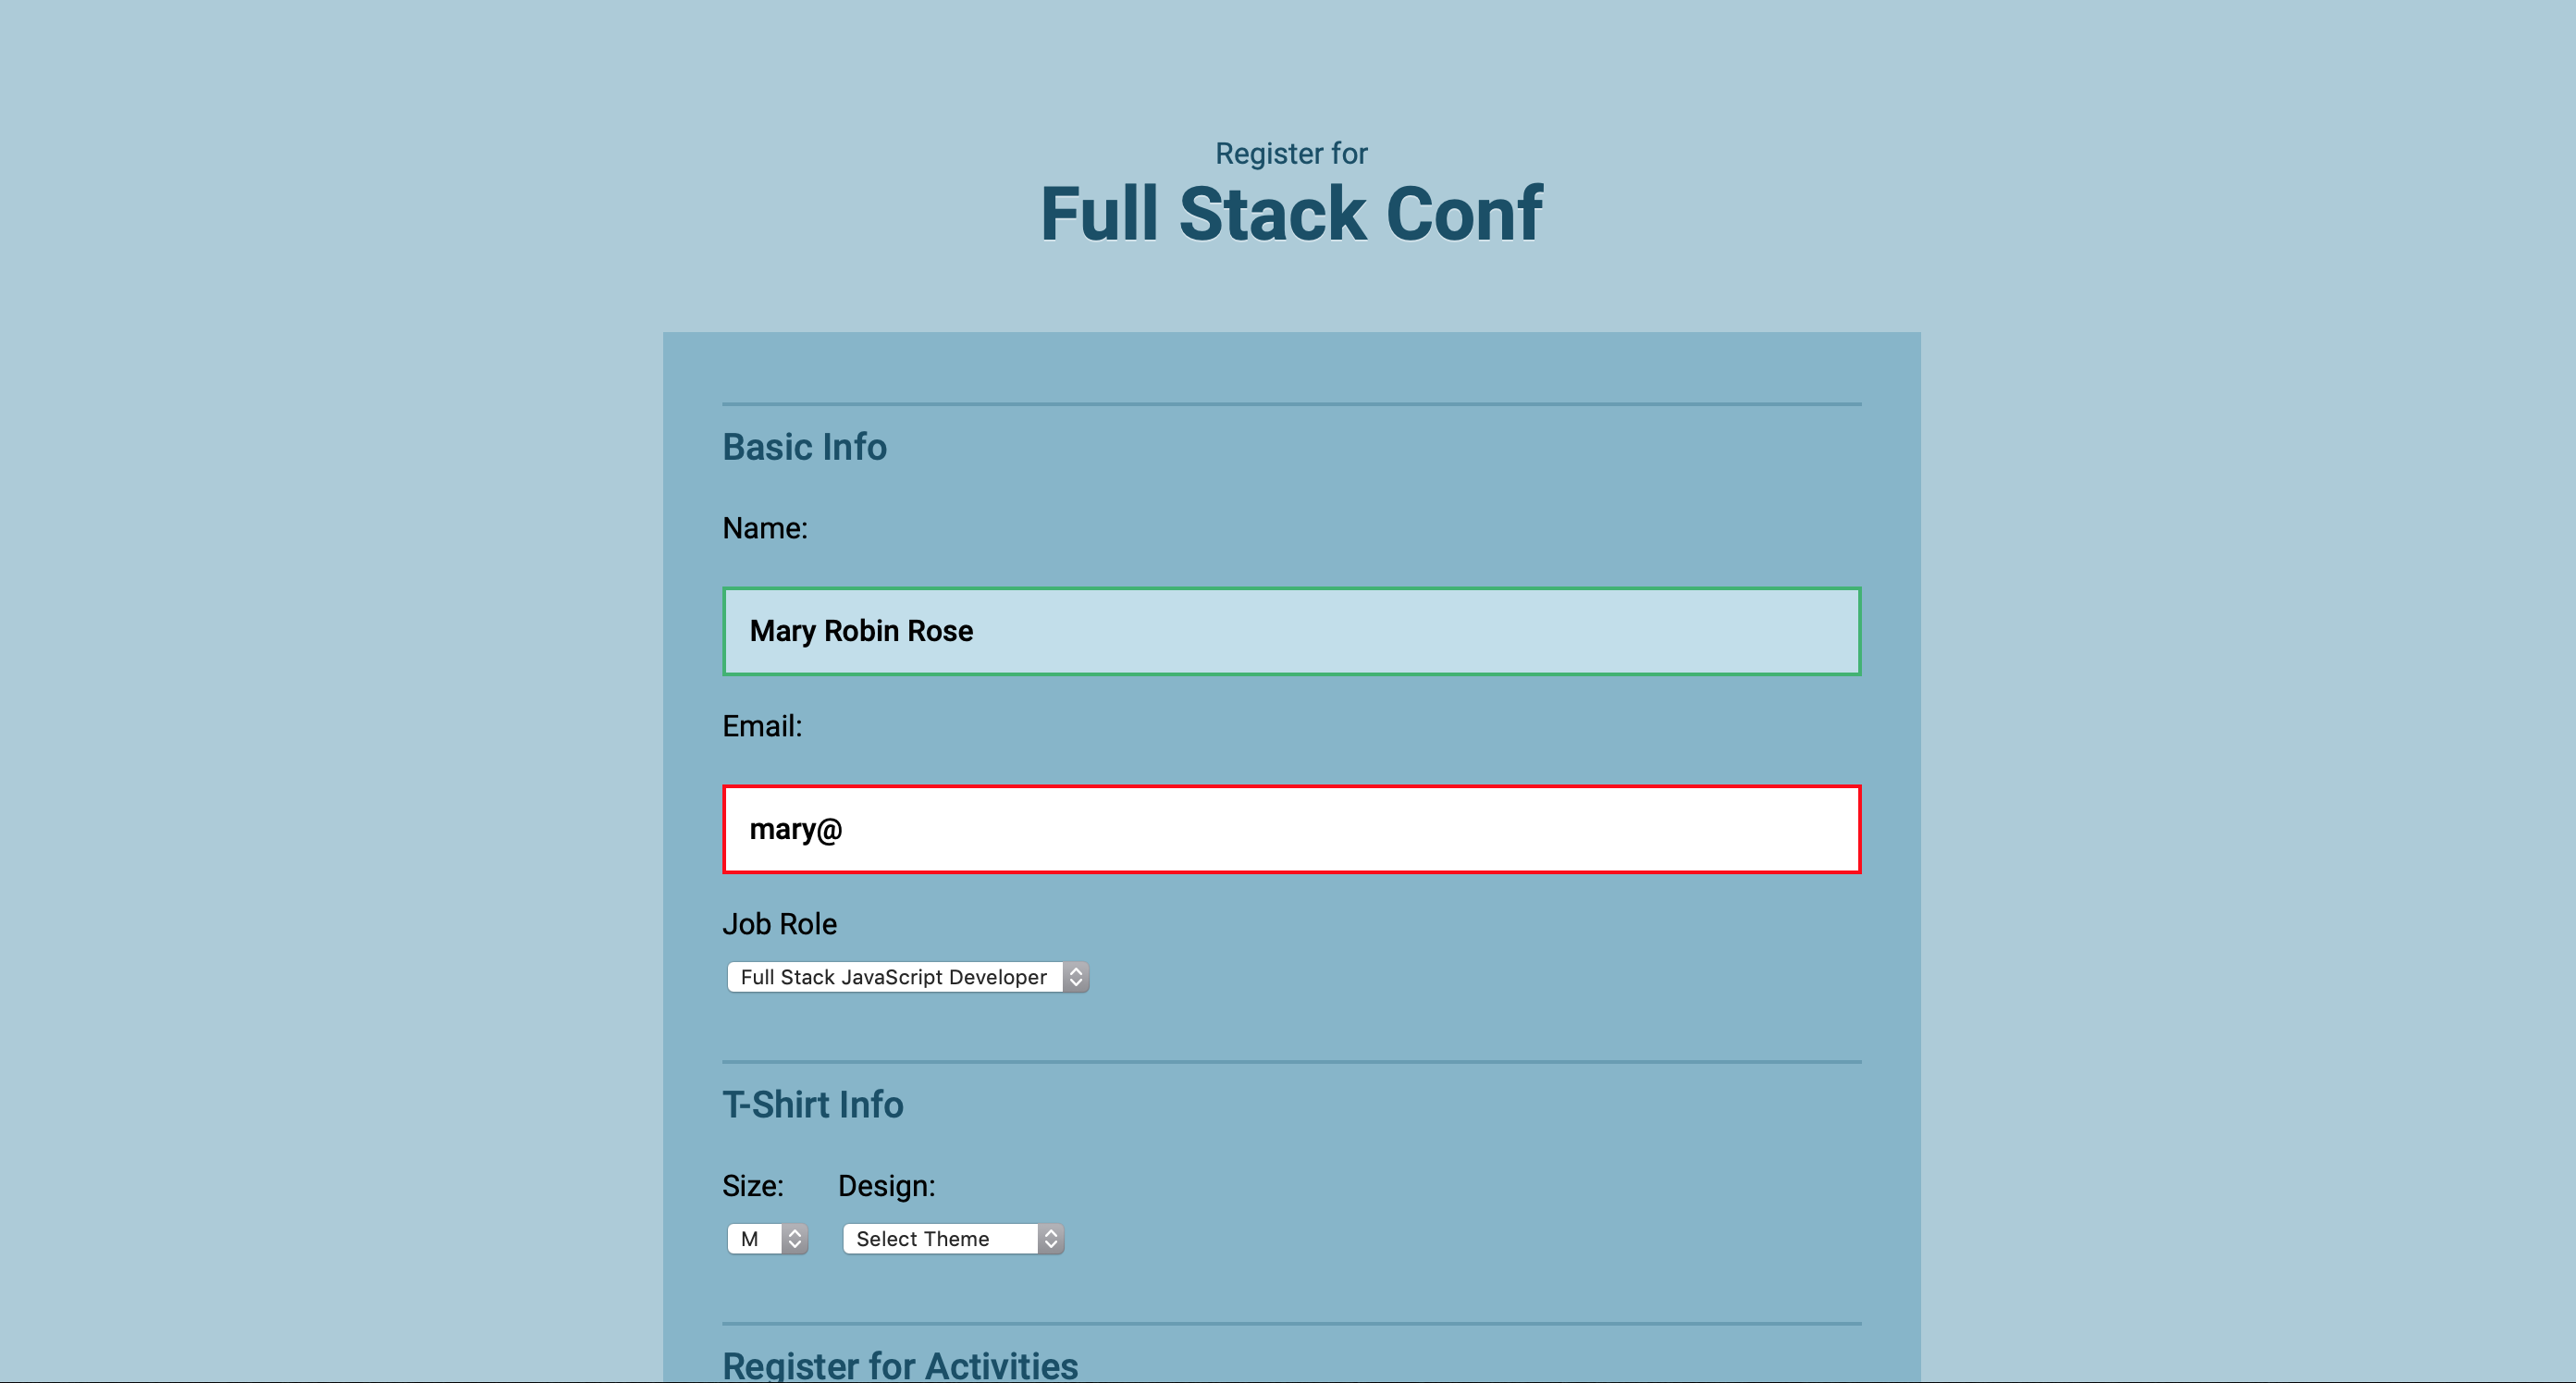 Register for
Full Stack Conf
Basic Info
Name:
Mary Robin Rose
Email:
mary@
Job Role
Full Stack JavaScript Developer
T-Shirt Info
Size: Design:
M Select Theme
Register for Activities